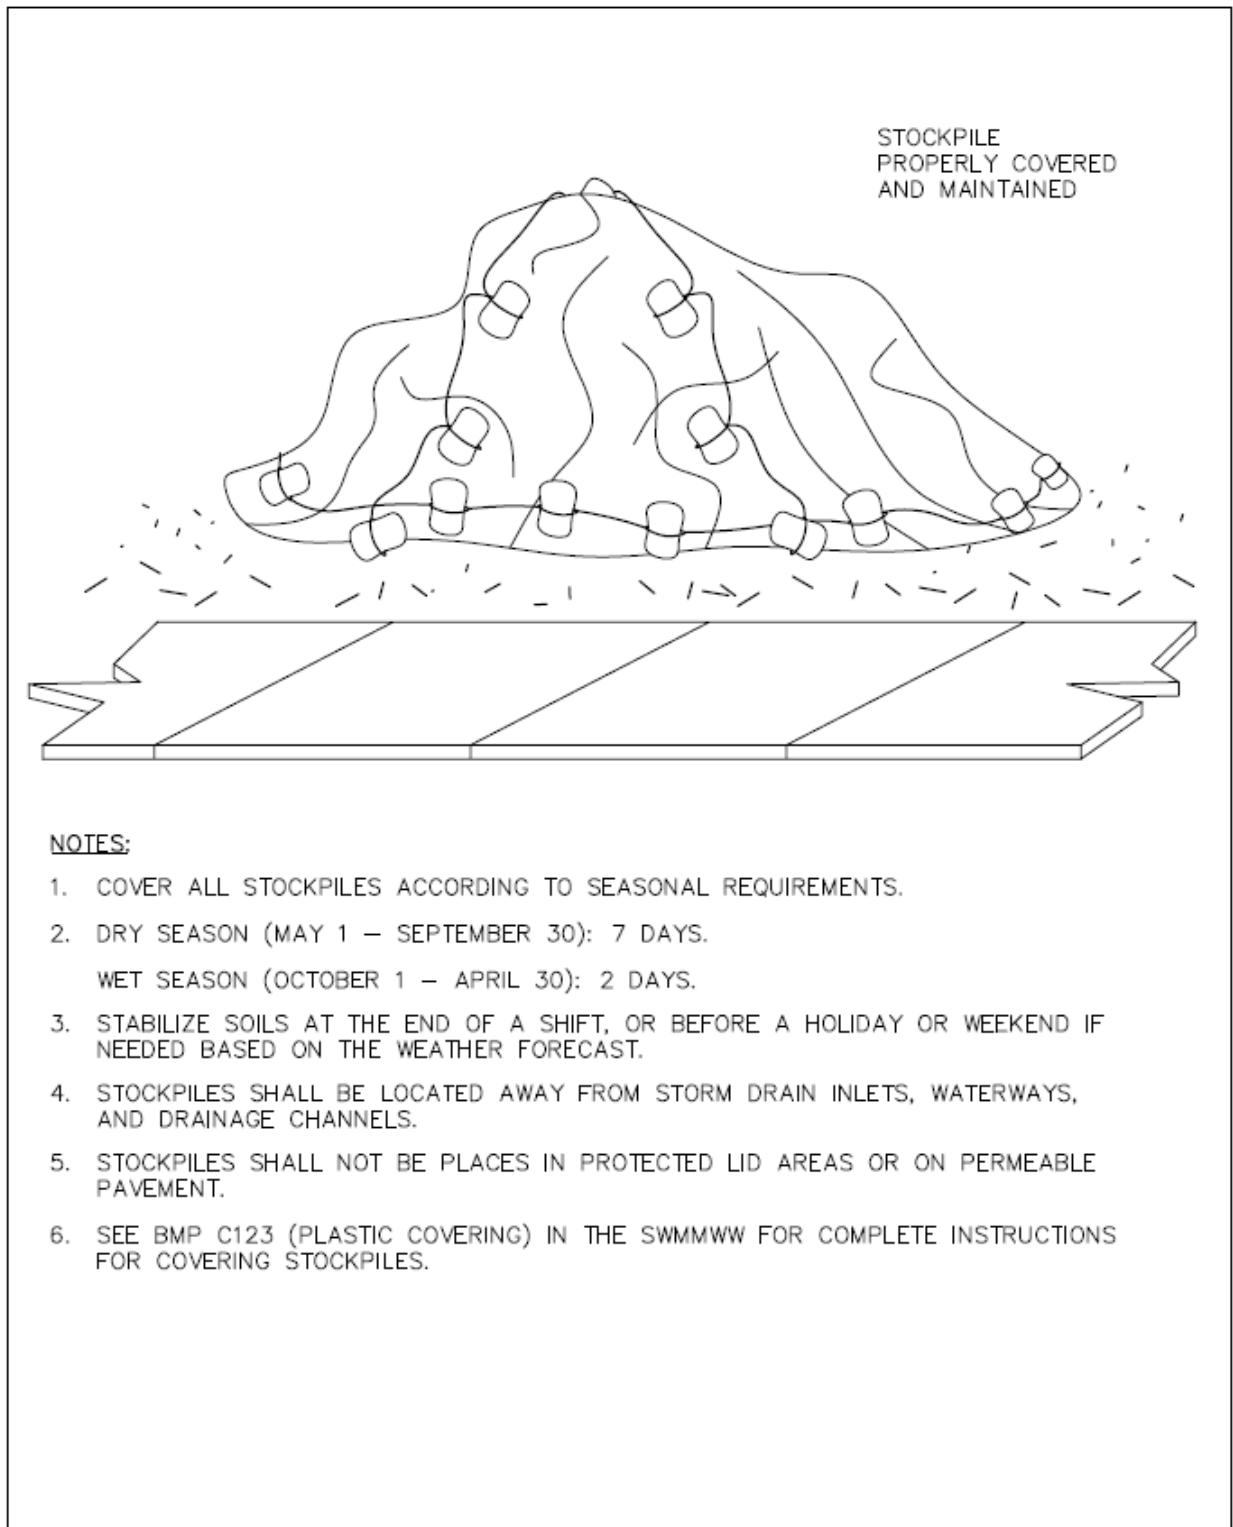 STOCKPILE
PROPERLY COVERED
AND MAINTAINED
NOTES:
1. COVER ALL STOCKPILES ACCORDING TO SEASONAL REQUIREMENTS.
2. DRY SEASON (MAY 1 – SEPTEMBER 30): 7 DAYS.
WET SEASON (OCTOBER 1 – APRIL 30): 2 DAYS.
3. STABILIZE SOILS AT THE END OF A SHIFT, OR BEFORE A HOLIDAY OR WEEKEND IF
NEEDED BASED ON THE WEATHER FORECAST.
4. STOCKPILES SHALL BE LOCATED AWAY FROM STORM DRAIN INLETS, WATERWAYS,
AND DRAINAGE CHANNELS.
5. STOCKPILES SHALL NOT BE PLACES IN PROTECTED LID AREAS OR ON PERMEABLE
PAVEMENT.
6. SEE BMP C123 (PLASTIC COVERING) IN THE SWMMWW FOR COMPLETE INSTRUCTIONS
FOR COVERING STOCKPILES.